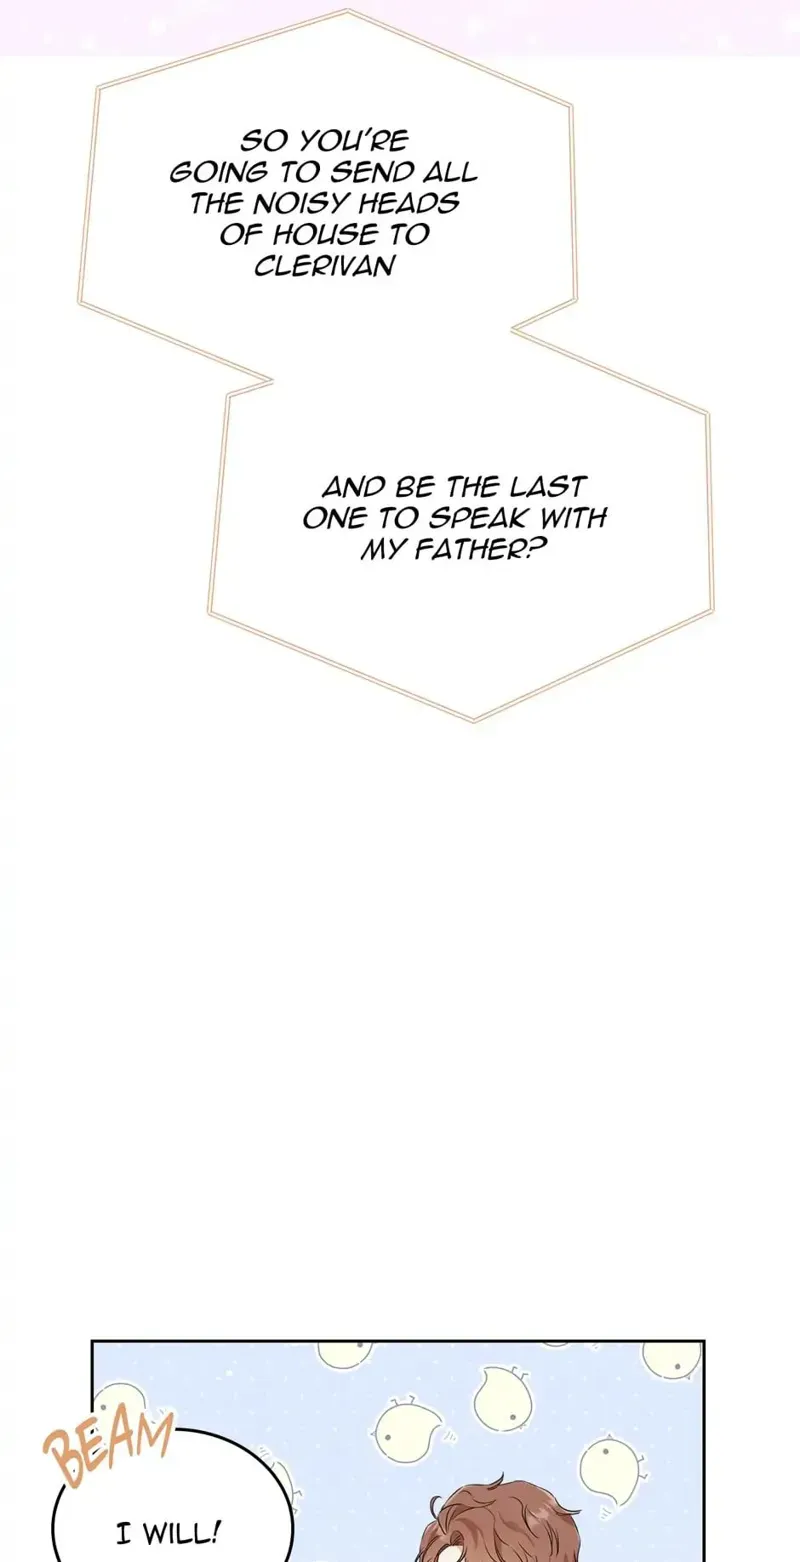 SO YOU'RE
GOING TO SEND ALL
THE NOISY HEADS
OF HOUSE TO
CLERIVAN
AND BE THE LAST
ONE TO SPEAK WITH
MY FATHER?
BEAM
I WILL!